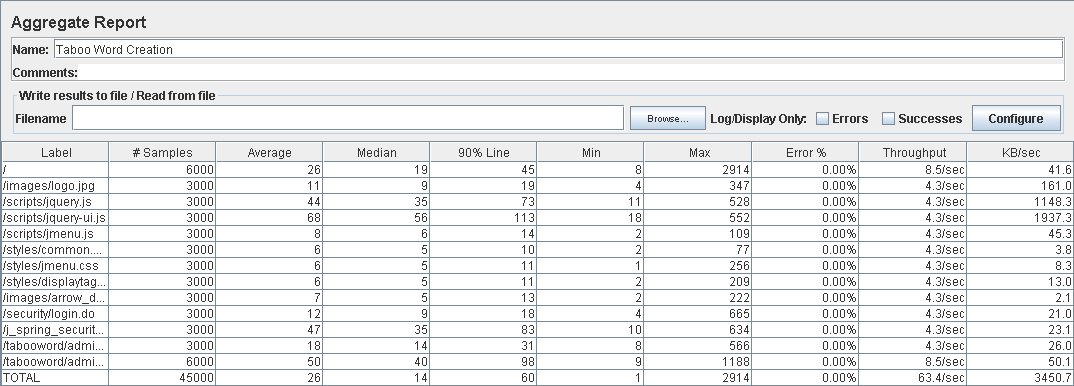 Aggregate Report
Name: Taboo Word Creation
Comments:
Write results to file / Read from file
Filename Browse... Log/Display Only: Errors Successes Configure
Label # Samples Average Median 90% Line Min Max Error % Throughput KB/sec
/ 6000 26 19 45 8 2914 0.00% 8.5/sec 41.6
/images/logo.jpg 3000 11 9 19 4 347 0.00% 4.3/sec 161.0
/scripts/jquery.js 3000 44 35 73 11 528 0.00% 4.3/sec 1148.3
/scripts/jquery-ui.js 3000 68 56 113 18 552 0.00% 4.3/sec 1937.3
/scripts/jmenu.js 3000 8 6 14 2 109 0.00% 4.3/sec 45.3
/styles/common.... 3000 6 5 10 2 77 0.00% 4.3/sec 3.8
/styles/jmenu.css 3000 6 5 11 1 256 0.00% 4.3/sec 8.3
/styles/displaytag... 3000 6 5 11 2 209 0.00% 4.3/sec 13.0
/images/arrow_d... 3000 7 5 13 2 222 0.00% 4.3/sec 2.1
/security/login.do 3000 12 9 18 4 665 0.00% 4.3/sec 21.0
/j_spring_securit... 3000 47 35 83 10 634 0.00% 4.3/sec 23.1
/tabooword/admi... 3000 18 14 31 8 566 0.00% 4.3/sec 26.0
/tabooword/admi... 6000 50 40 98 9 1188 0.00% 8.5/sec 50.1
TOTAL 45000 26 14 60 1 2914 0.00% 63.4/sec 3450.7